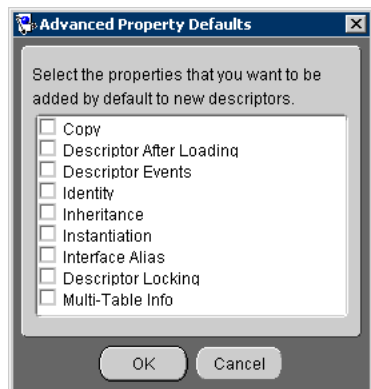 Advanced Property Defaults
Select the properties that you want to be
added by default to new descriptors.
Copy
Descriptor After Loading
Descriptor Events
Identity
Inheritance
Instantiation
Interface Alias
Descriptor Locking
Multi-Table Info
OK
Cancel